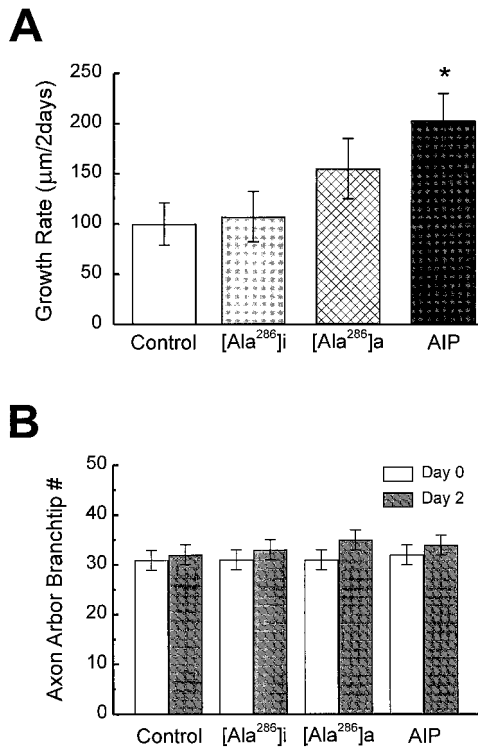 A
Growth Rate (μm/2days)
250
200
150
100
50
0
*
Control [Ala²⁸⁶]i [Ala²⁸⁶]a AIP
B
Axon Arbor Branchtip #
50
40
30
20
10
0
Day 0
Day 2
Control [Ala²⁸⁶]i [Ala²⁸⁶]a AIP